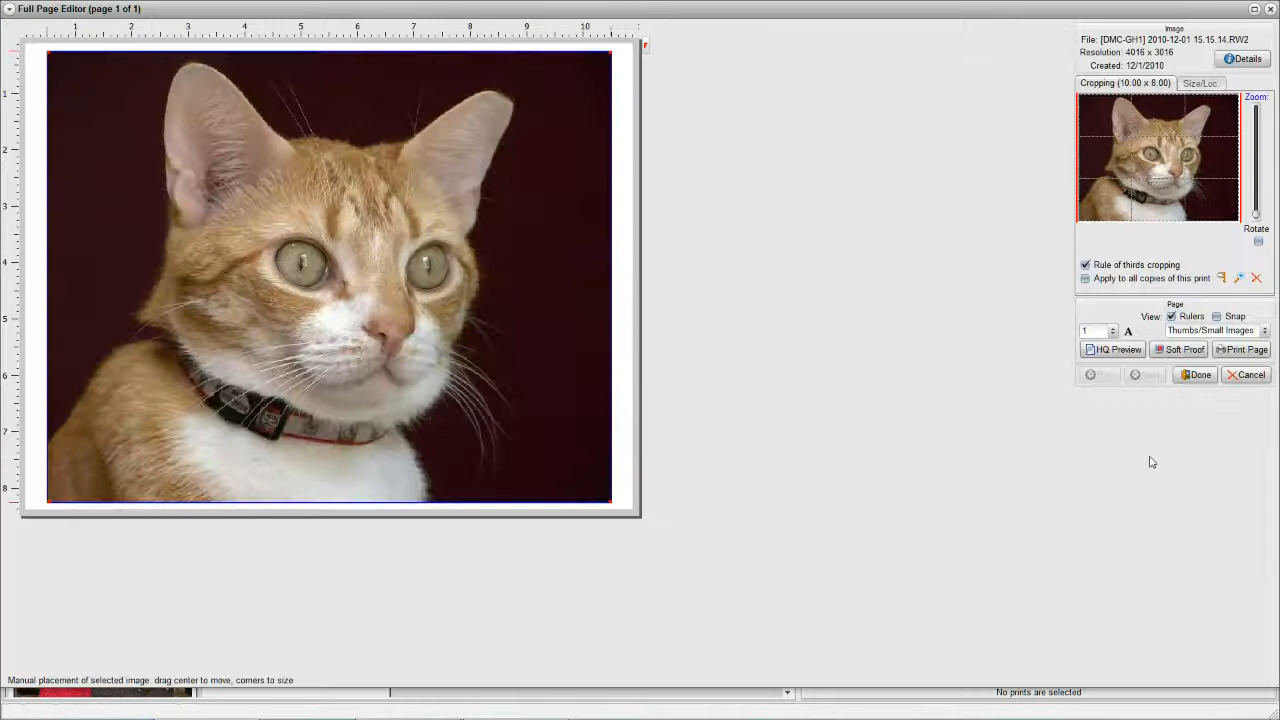 Full Page Editor (page 1 of 1)
1 2 3 4 5 6 7 8 9 10
1
2
3
4
5
6
7
8
F
Image
File: [DMC-GH1] 2010-12-01 15.15.14.RW2
Resolution: 4016 x 3016
Created: 12/1/2010
Details
Cropping (10.00 x 8.00) Size/Loc.
Zoom:
Rotate
Rule of thirds cropping
Apply to all copies of this print
Page
View: Rulers Snap
1 A Thumbs/Small Images
HQ Preview Soft Proof Print Page
Done Cancel
Manual placement of selected image: drag center to move, corners to size
No prints are selected